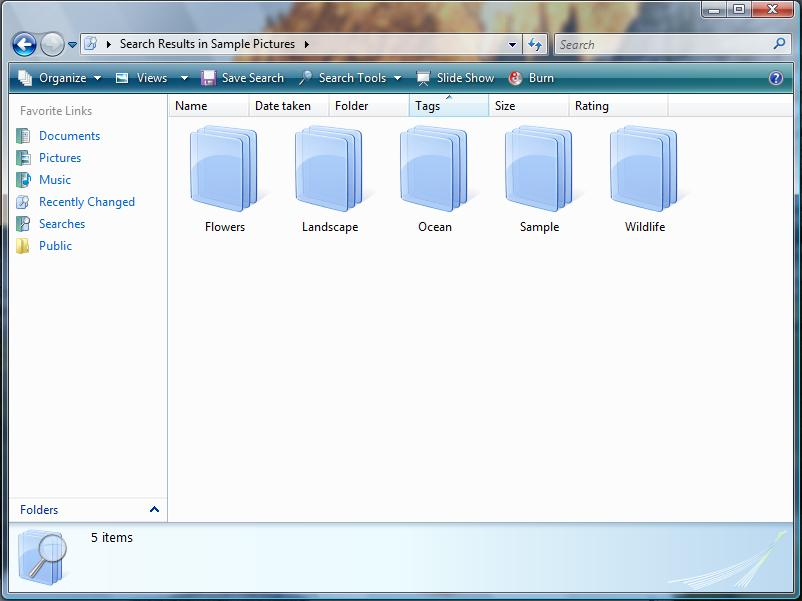 Search Results in Sample Pictures
Search
Organize Views Save Search Search Tools Slide Show Burn
?
Favorite Links
Documents
Pictures
Music
Recently Changed
Searches
Public
Folders
Name Date taken Folder Tags Size Rating
Flowers Landscape Ocean Sample Wildlife
5 items